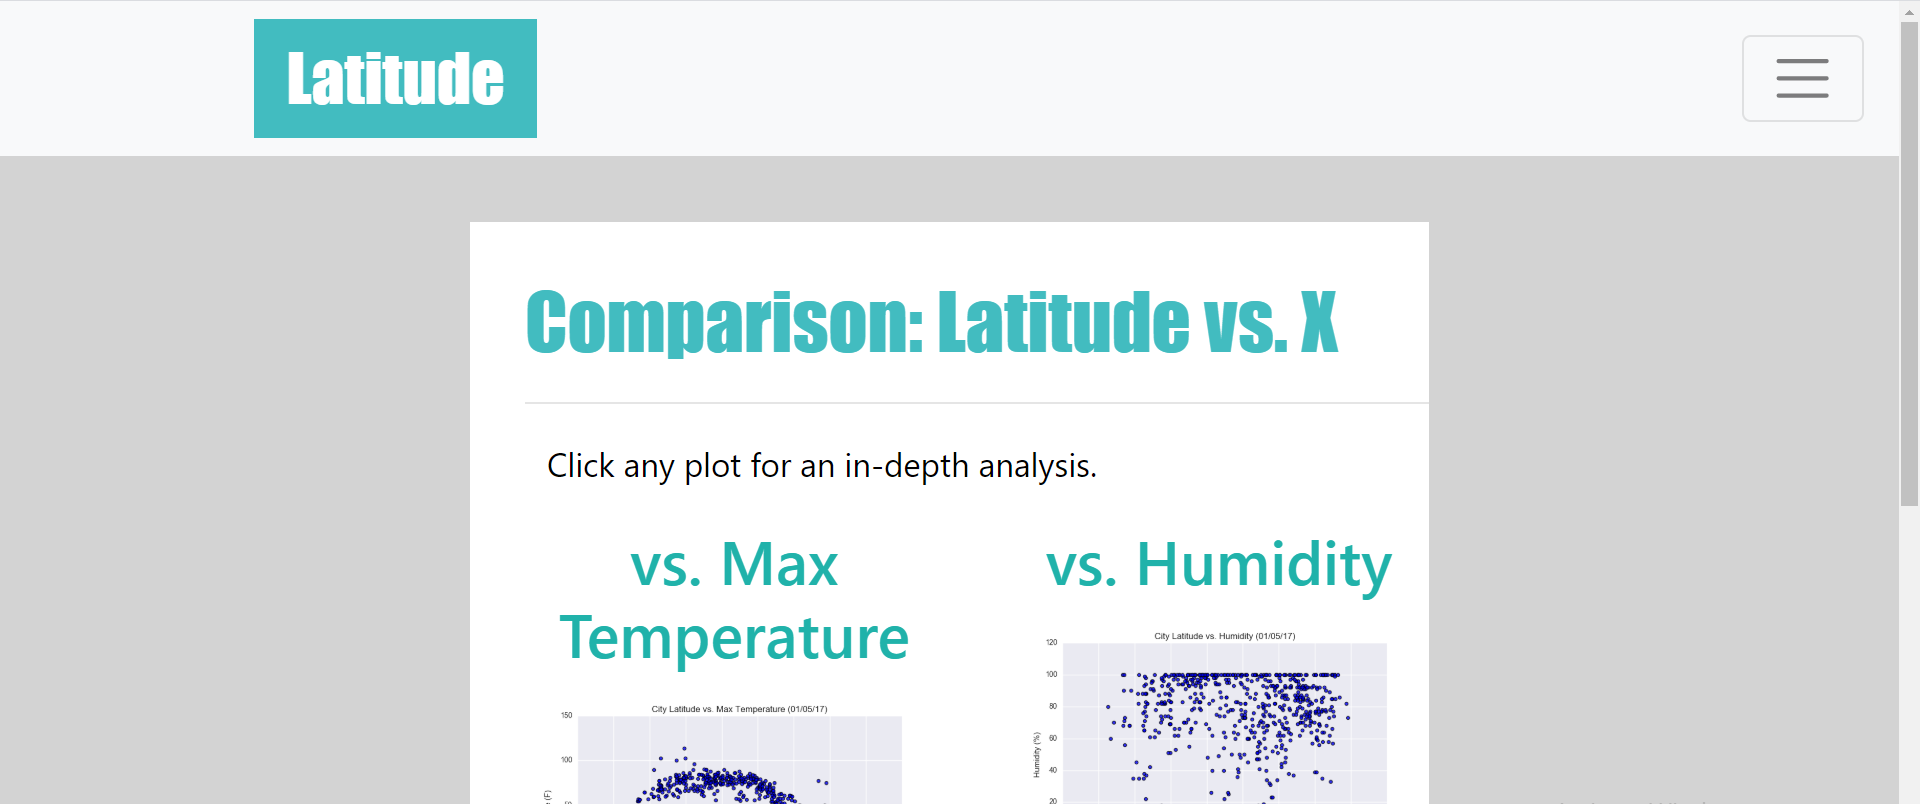 Latitude
Comparison: Latitude vs. X
Click any plot for an in-depth analysis.
vs. Max
Temperature
City Latitude vs. Max Temperature (01/05/17)
150
100
vs. Humidity
City Latitude vs. Humidity (01/05/17)
120
100
80
60
40
20
Humidity (%)